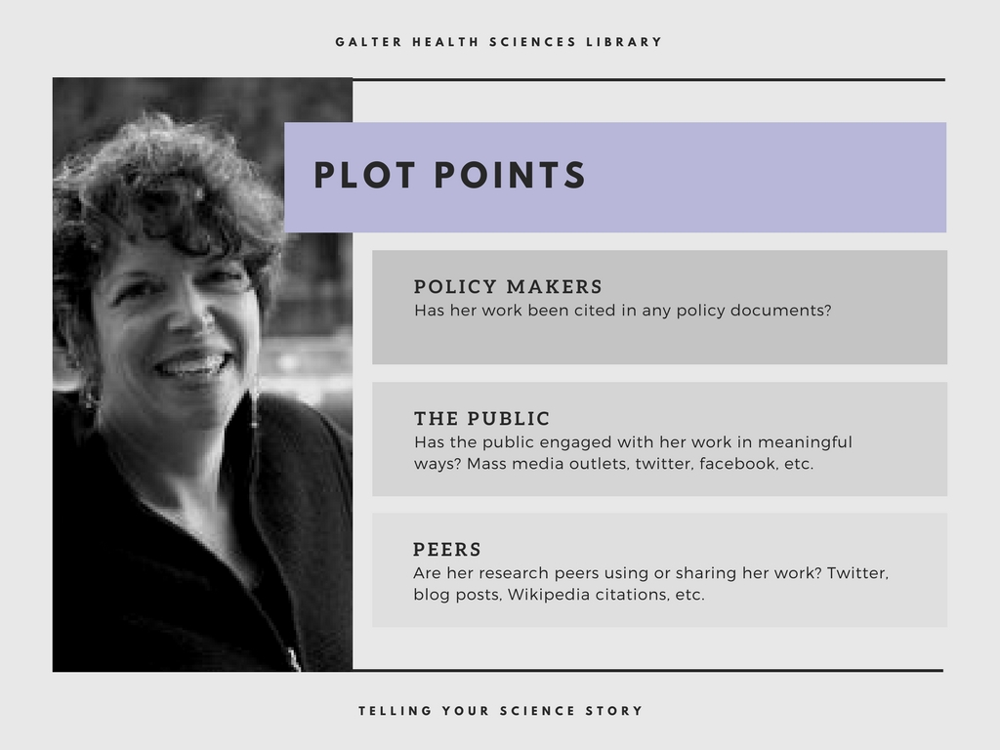 GALTER HEALTH SCIENCES LIBRARY
PLOT POINTS
POLICY MAKERS
Has her work been cited in any policy documents?
THE PUBLIC
Has the public engaged with her work in meaningful
ways? Mass media outlets, twitter, facebook, etc.
PEERS
Are her research peers using or sharing her work? Twitter,
blog posts, Wikipedia citations, etc.
TELLING YOUR SCIENCE STORY